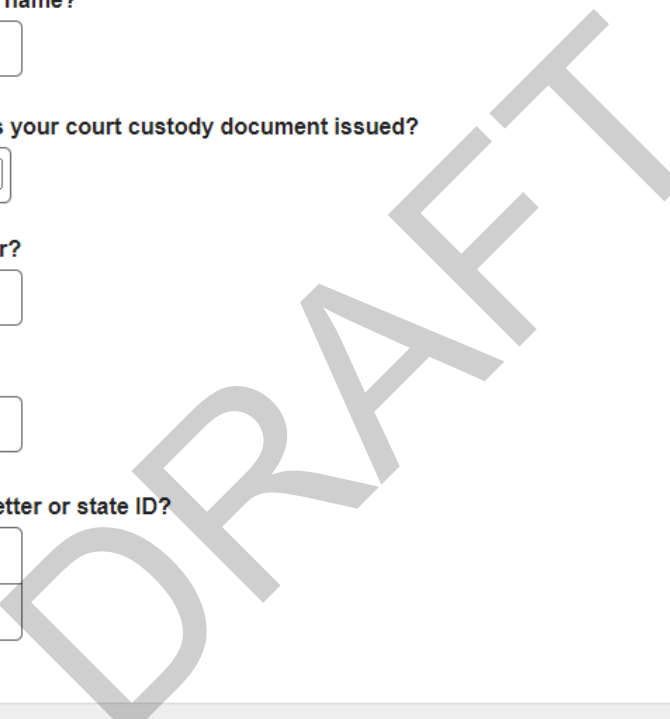 name?
s your court custody document issued?
r?
etter or state ID?
DRAFT